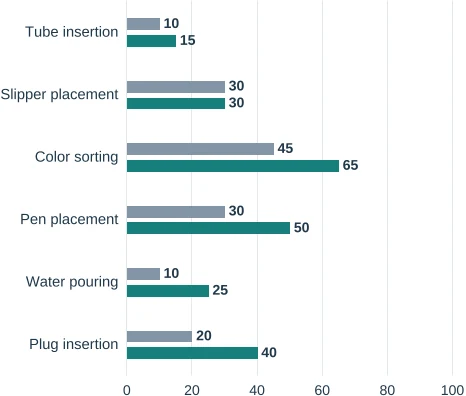 Tube insertion
10
15
Slipper placement
30
30
Color sorting
45
65
Pen placement
30
50
Water pouring
10
25
Plug insertion
20
40
0 20 40 60 80 100